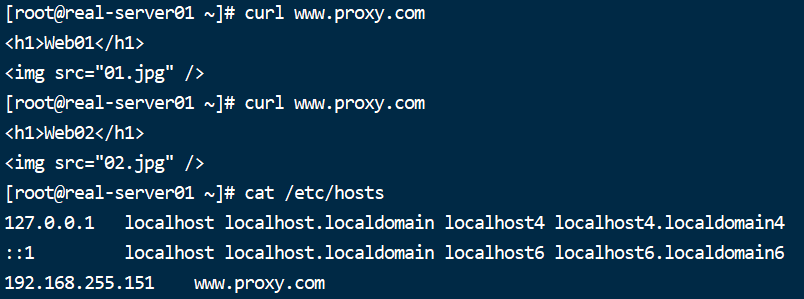 [root@real-server01 ~]# curl www.proxy.com
<h1>Web01</h1>
<img src="01.jpg" />
[root@real-server01 ~]# curl www.proxy.com
<h1>Web02</h1>
<img src="02.jpg" />
[root@real-server01 ~]# cat /etc/hosts
127.0.0.1   localhost localhost.localdomain localhost4 localhost4.localdomain4
::1         localhost localhost.localdomain localhost6 localhost6.localdomain6
192.168.255.151    www.proxy.com